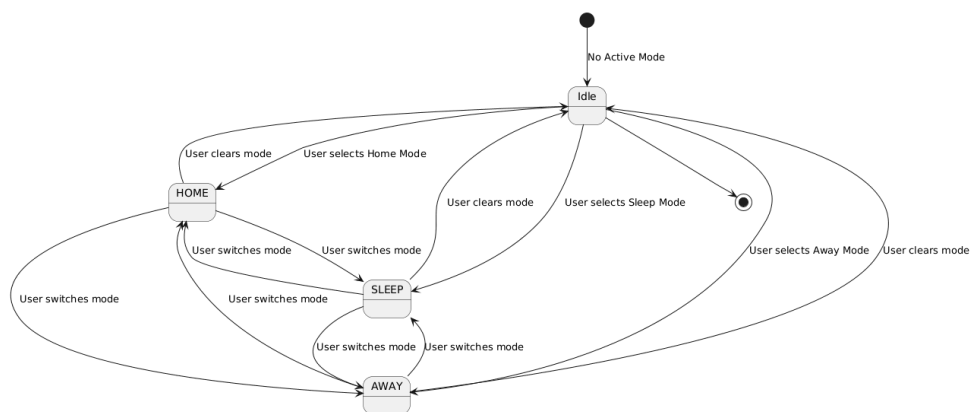 No Active Mode
Idle
User clears mode
User selects Home Mode
HOME
User clears mode
User selects Sleep Mode
User switches mode
User switches mode
User selects Away Mode
User clears mode
SLEEP
User switches mode
User switches mode
User switches mode
User switches mode
AWAY